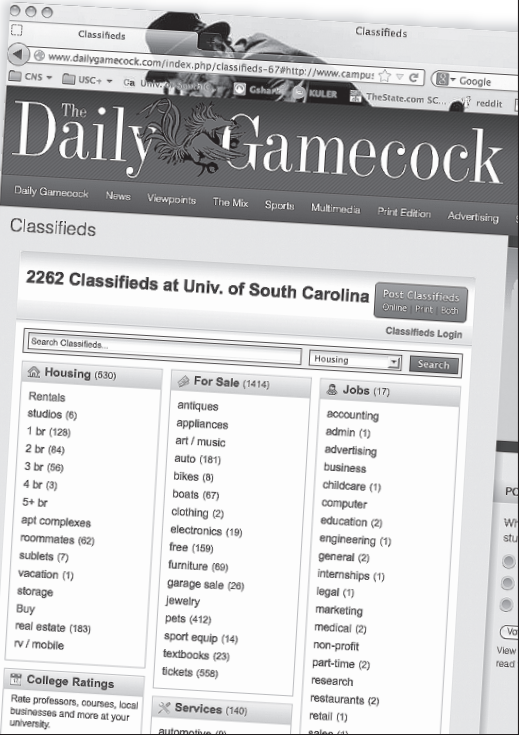 Classifieds
Classifieds
www.dailygamecock.com/index.php/classifieds-67#http://www.campus
Google
CNS
USC+
Gshar
KULER
TheState.com SC...
reddit
The
Daily Gamecock
Daily Gamecock News Viewpoints The Mix Sports Multimedia Print Edition Advertising
Classifieds
2262 Classifieds at Univ. of South Carolina
Post Classifieds
Online | Print | Both
Classifieds Login
Search Classifieds...
Housing
Search
Housing (530)
Rentals
studios (6)
1 br (128)
2 br (84)
3 br (56)
4 br (3)
5+ br
apt complexes
roommates (62)
sublets (7)
vacation (1)
storage
Buy
real estate (183)
rv / mobile
College Ratings
Rate professors, courses, local
businesses and more at your
university.
For Sale (1414)
antiques
appliances
art / music
auto (181)
bikes (8)
boats (67)
clothing (2)
electronics (19)
free (159)
furniture (69)
garage sale (26)
jewelry
pets (412)
sport equip (14)
textbooks (23)
tickets (558)
Services (140)
Jobs (17)
accounting
admin (1)
advertising
business
childcare (1)
computer
education (2)
engineering (1)
general (2)
internships (1)
legal (1)
marketing
medical (2)
non-profit
part-time (2)
research
restaurants (2)
retail (1)
PO
Wh
stu
Vo
View
read